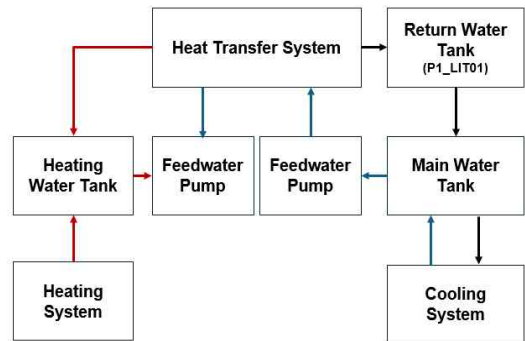 Heat Transfer System
Return Water
Tank
(P1_LIT01)
Heating
Water Tank
Feedwater
Pump
Feedwater
Pump
Main Water
Tank
Heating
System
Cooling
System